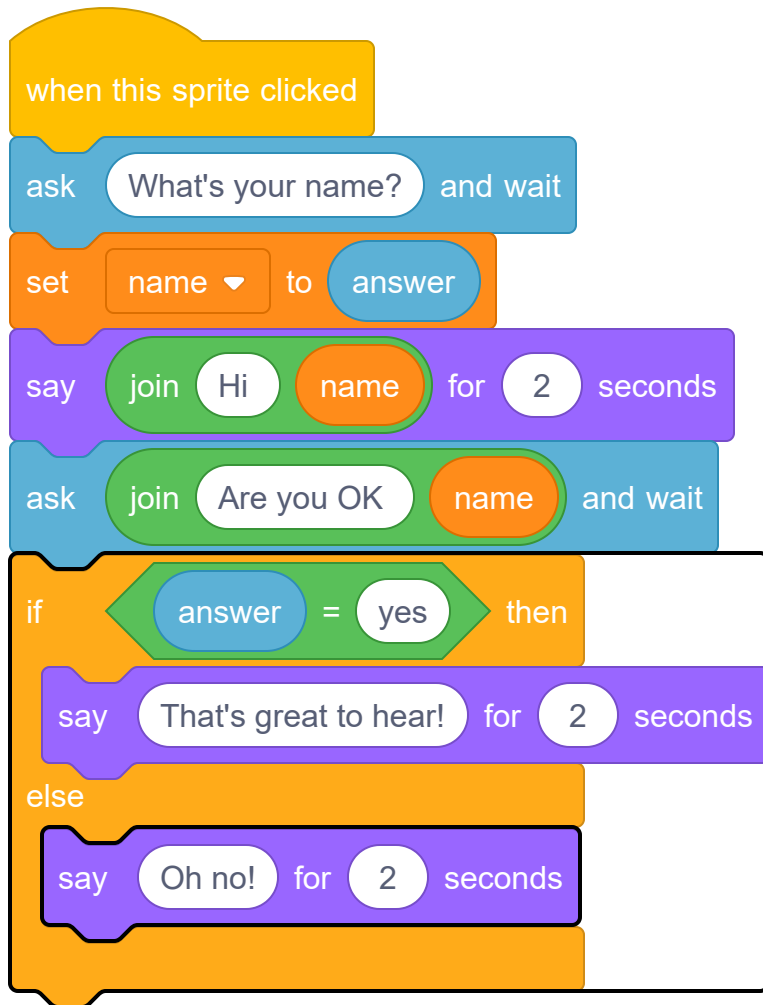 when this sprite clicked
ask What's your name? and wait
set name to answer
say join Hi name for 2 seconds
ask join Are you OK name and wait
if answer = yes then
say That's great to hear! for 2 seconds
else
say Oh no! for 2 seconds